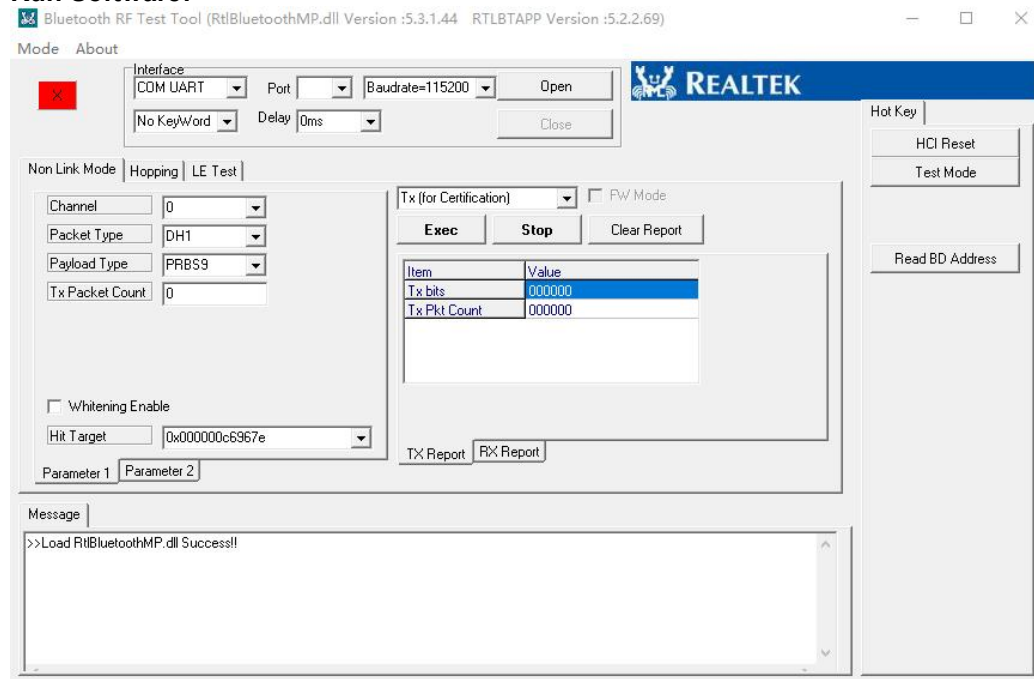 Bluetooth RF Test Tool (RtlBluetoothMP.dll Version :5.3.1.44 RTLBTAPP Version :5.2.2.69)
Mode About
Interface
COM UART Port Baudrate=115200 Open
No KeyWord Delay 0ms Close
REALTEK
Hot Key
HCI Reset
Test Mode
Read BD Address
Non Link Mode Hopping LE Test
Channel 0
Packet Type DH1
Payload Type PRBS9
Tx Packet Count 0
Whitening Enable
Hit Target 0x000000c6967e
Parameter 1 Parameter 2
Tx (for Certification) FW Mode
Exec Stop Clear Report
Item Value
Tx bits 000000
Tx Pkt Count 000000
TX Report RX Report
Message
>>Load RtlBluetoothMP.dll Success!!